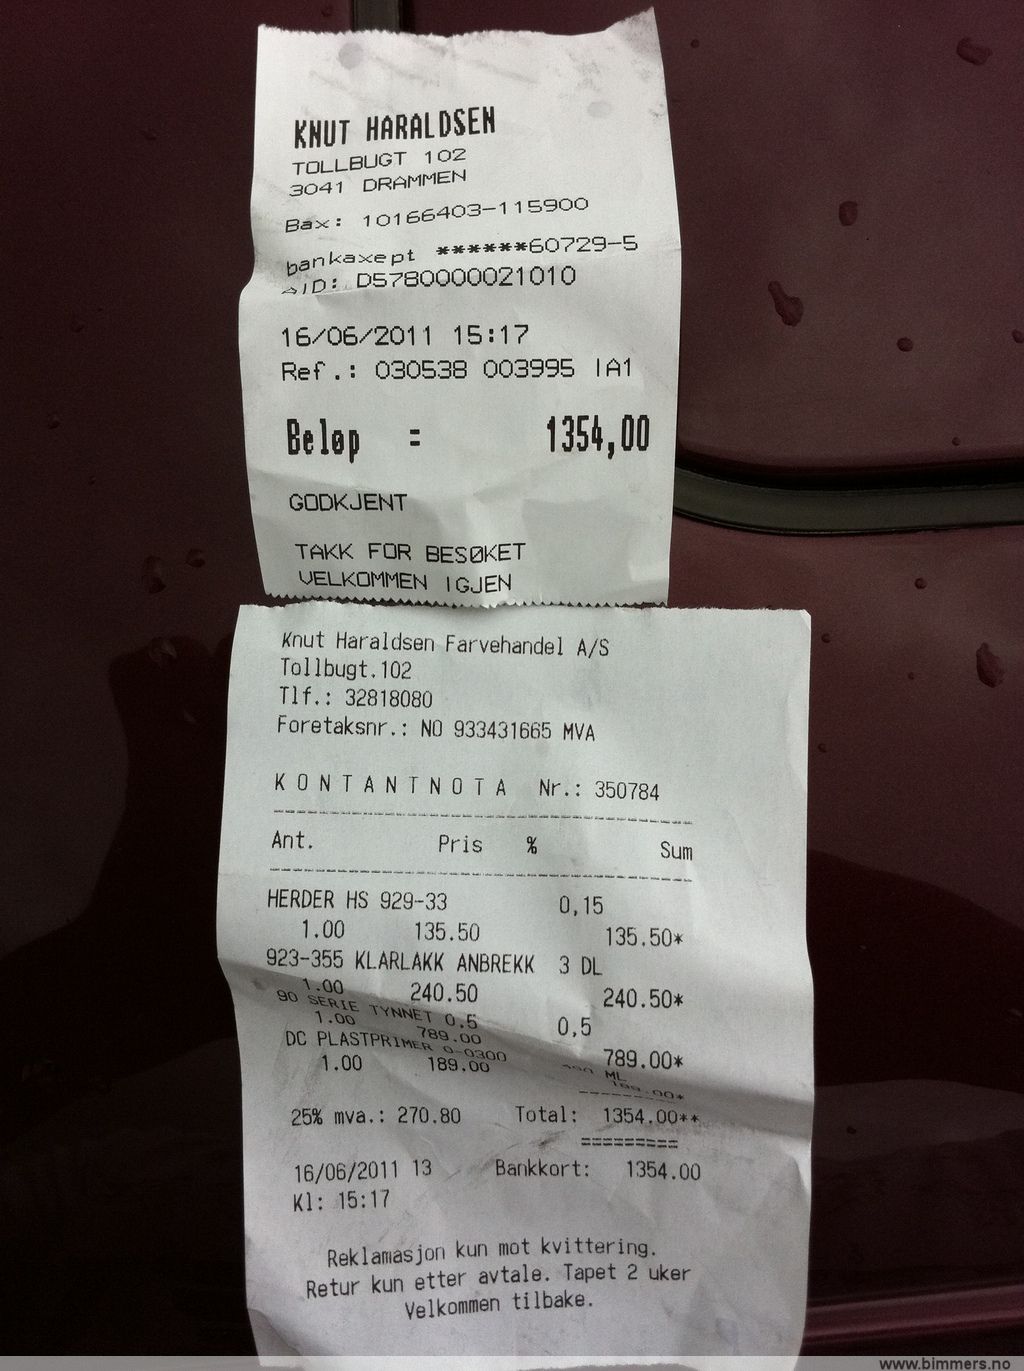 KNUT HARALDSEN
TOLLBUGT 102
3041 DRAMMEN
Bax: 10166403-115900
bankaxept ******60729-5
AID: D5780000021010
16/06/2011 15:17
Ref.: 030538 003995 IA1
Beløp = 1354,00
GODKJENT
TAKK FOR BESØKET
VELKOMMEN IGJEN
Knut Haraldsen Farvehandel A/S
Tollbugt.102
Tlf.: 32818080
Foretaksnr.: NO 933431665 MVA
KONTANTNOTA Nr.: 350784
Ant. Pris % Sum
HERDER HS 929-33 0,15
1.00 135.50 135.50*
923-355 KLARLAKK ANBREKK 3 DL
1.00 240.50 240.50*
90 SERIE TYNNET 0.5 0,5
1.00 789.00 789.00*
DC PLASTPRIMER 0-0300 ML
1.00 189.00 189.00*
25% mva.: 270.80 Total: 1354.00**
=========
16/06/2011 13 Bankkort: 1354.00
Kl: 15:17
Reklamasjon kun mot kvittering.
Retur kun etter avtale. Tapet 2 uker
Velkommen tilbake.
www.bimmers.no